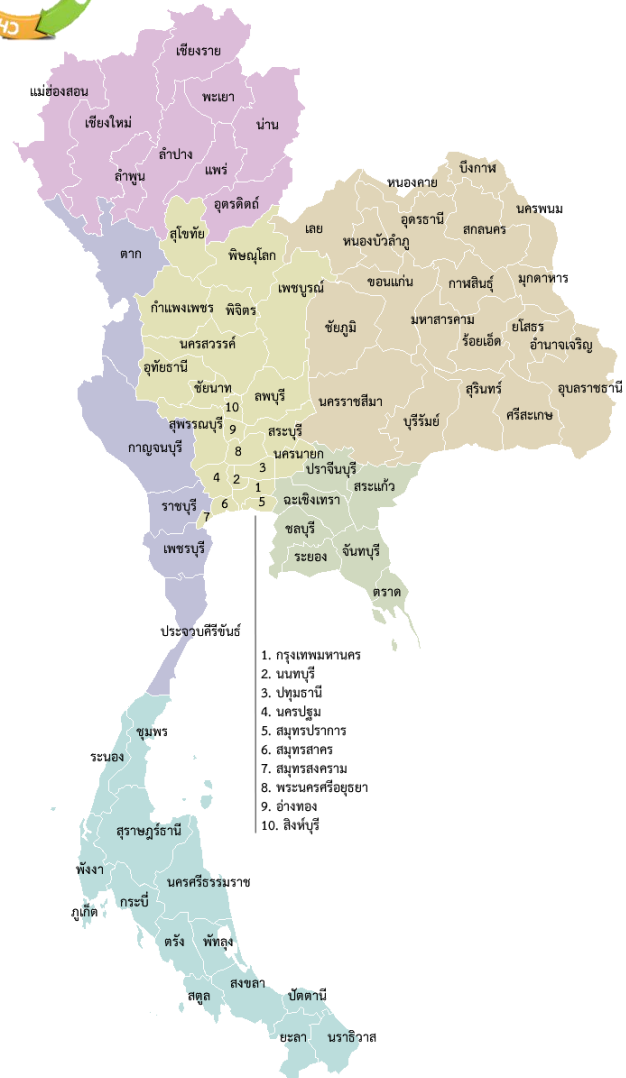 เชียงราย
แม่ฮ่องสอน
พะเยา
เชียงใหม่
น่าน
ลำปาง
แพร่
ลำพูน
อุตรดิตถ์
บึงกาฬ
หนองคาย
นครพนม
อุดรธานี
สกลนคร
เลย
หนองบัวลำภู
สุโขทัย
ตาก
พิษณุโลก
เพชบูรณ์
ขอนแก่น
กาฬสินธุ์
มุกดาหาร
กำแพงเพชร
พิจิตร
ชัยภูมิ
มหาสารคาม
ยโสธร
ร้อยเอ็ด
อำนาจเจริญ
นครสวรรค์
อุทัยธานี
ชัยนาท
ลพบุรี
นครราชสีมา
สุรินทร์
อุบลราชธานี
บุรีรัมย์
ศรีสะเกษ
10
สุพรรณบุรี
9
สระบุรี
กาญจนบุรี
8
นครนายก
3
ปราจีนบุรี
4
2
1
สระแก้ว
ราชบุรี
7
6
5
ฉะเชิงเทรา
ชลบุรี
เพชรบุรี
ระยอง
จันทบุรี
ตราด
ประจวบคีรีขันธ์
1. กรุงเทพมหานคร
2. นนทบุรี
3. ปทุมธานี
4. นครปฐม
5. สมุทรปราการ
6. สมุทรสาคร
7. สมุทรสงคราม
8. พระนครศรีอยุธยา
9. อ่างทอง
10. สิงห์บุรี
ชุมพร
ระนอง
สุราษฎร์ธานี
พังงา
นครศรีธรรมราช
กระบี่
ภูเก็ต
ตรัง
พัทลุง
สงขลา
สตูล
ปัตตานี
ยะลา
นราธิวาส